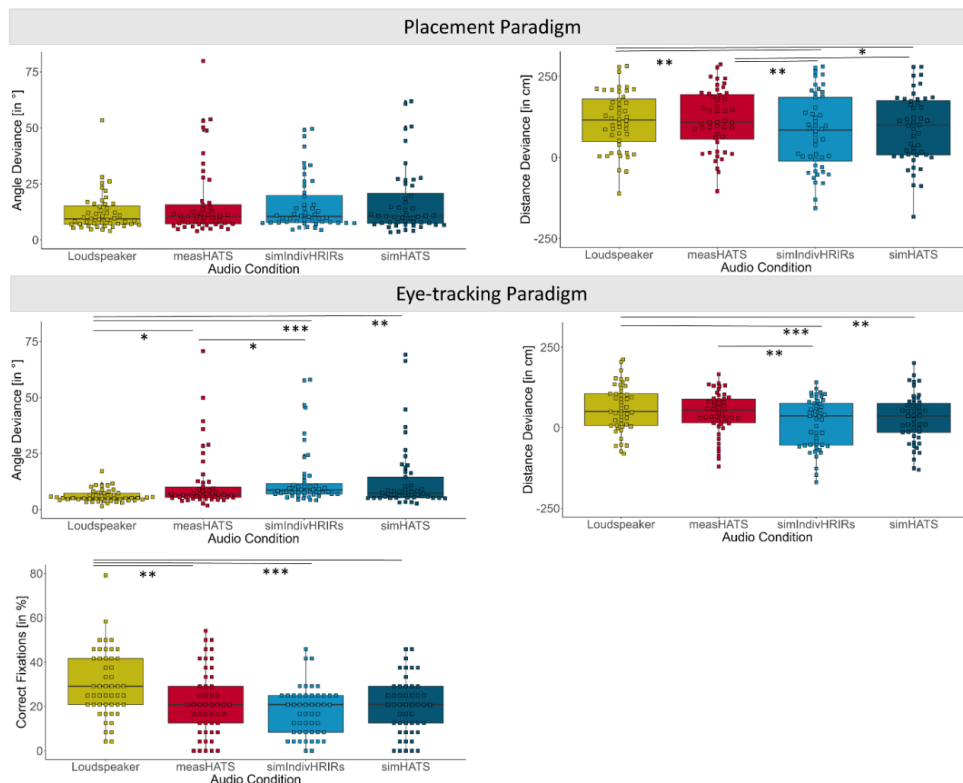 Placement Paradigm
Angle Deviance [in °]
75
50
25
0
Loudspeaker measHATS simIndivHRIRs simHATS
Audio Condition
Distance Deviance [in cm]
250
0
-250
** ** *
Loudspeaker measHATS simIndivHRIRs simHATS
Audio Condition
Eye-tracking Paradigm
Angle Deviance [in °]
75
50
25
0
* * *** **
Loudspeaker measHATS simIndivHRIRs simHATS
Audio Condition
Distance Deviance [in cm]
250
0
-250
** *** **
Loudspeaker measHATS simIndivHRIRs simHATS
Audio Condition
Correct Fixations [in %]
80
60
40
20
0
** ***
Loudspeaker measHATS simIndivHRIRs simHATS
Audio Condition